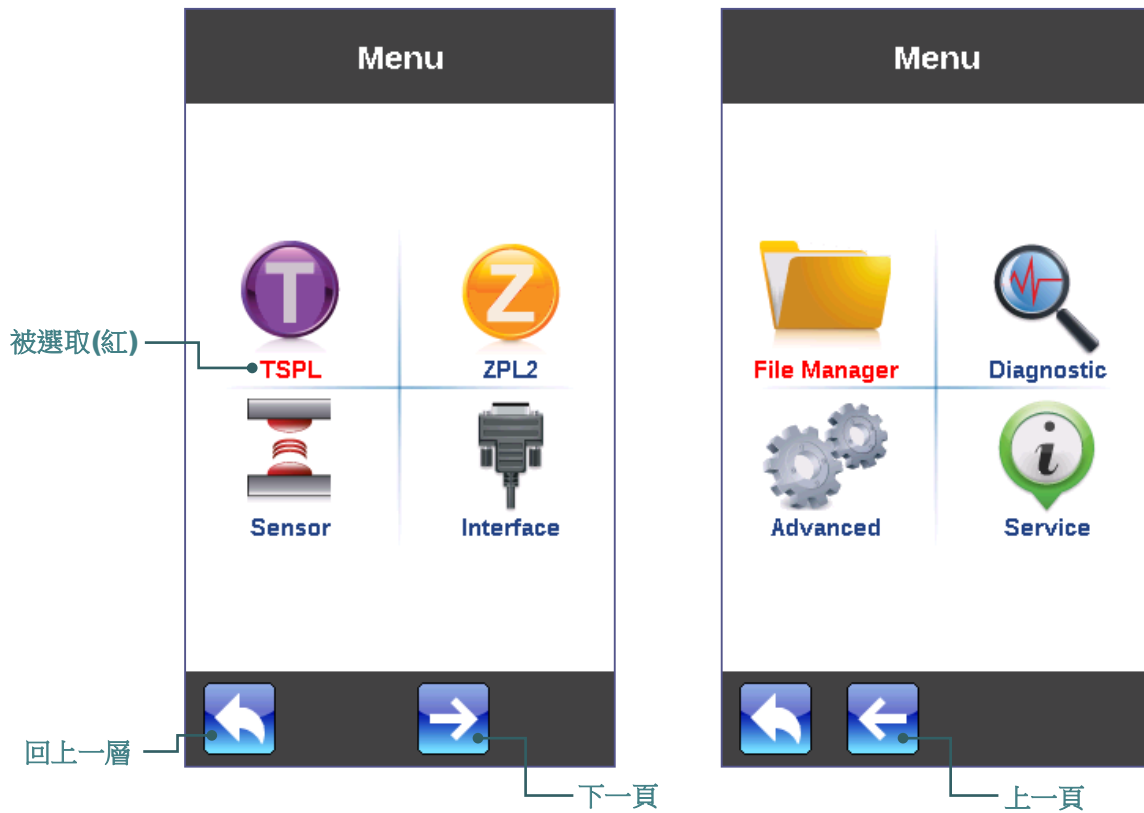 Menu
TSPL
ZPL2
被選取(紅)
Sensor
Interface
回上一層
下一頁
Menu
File Manager
Diagnostic
Advanced
Service
上一頁